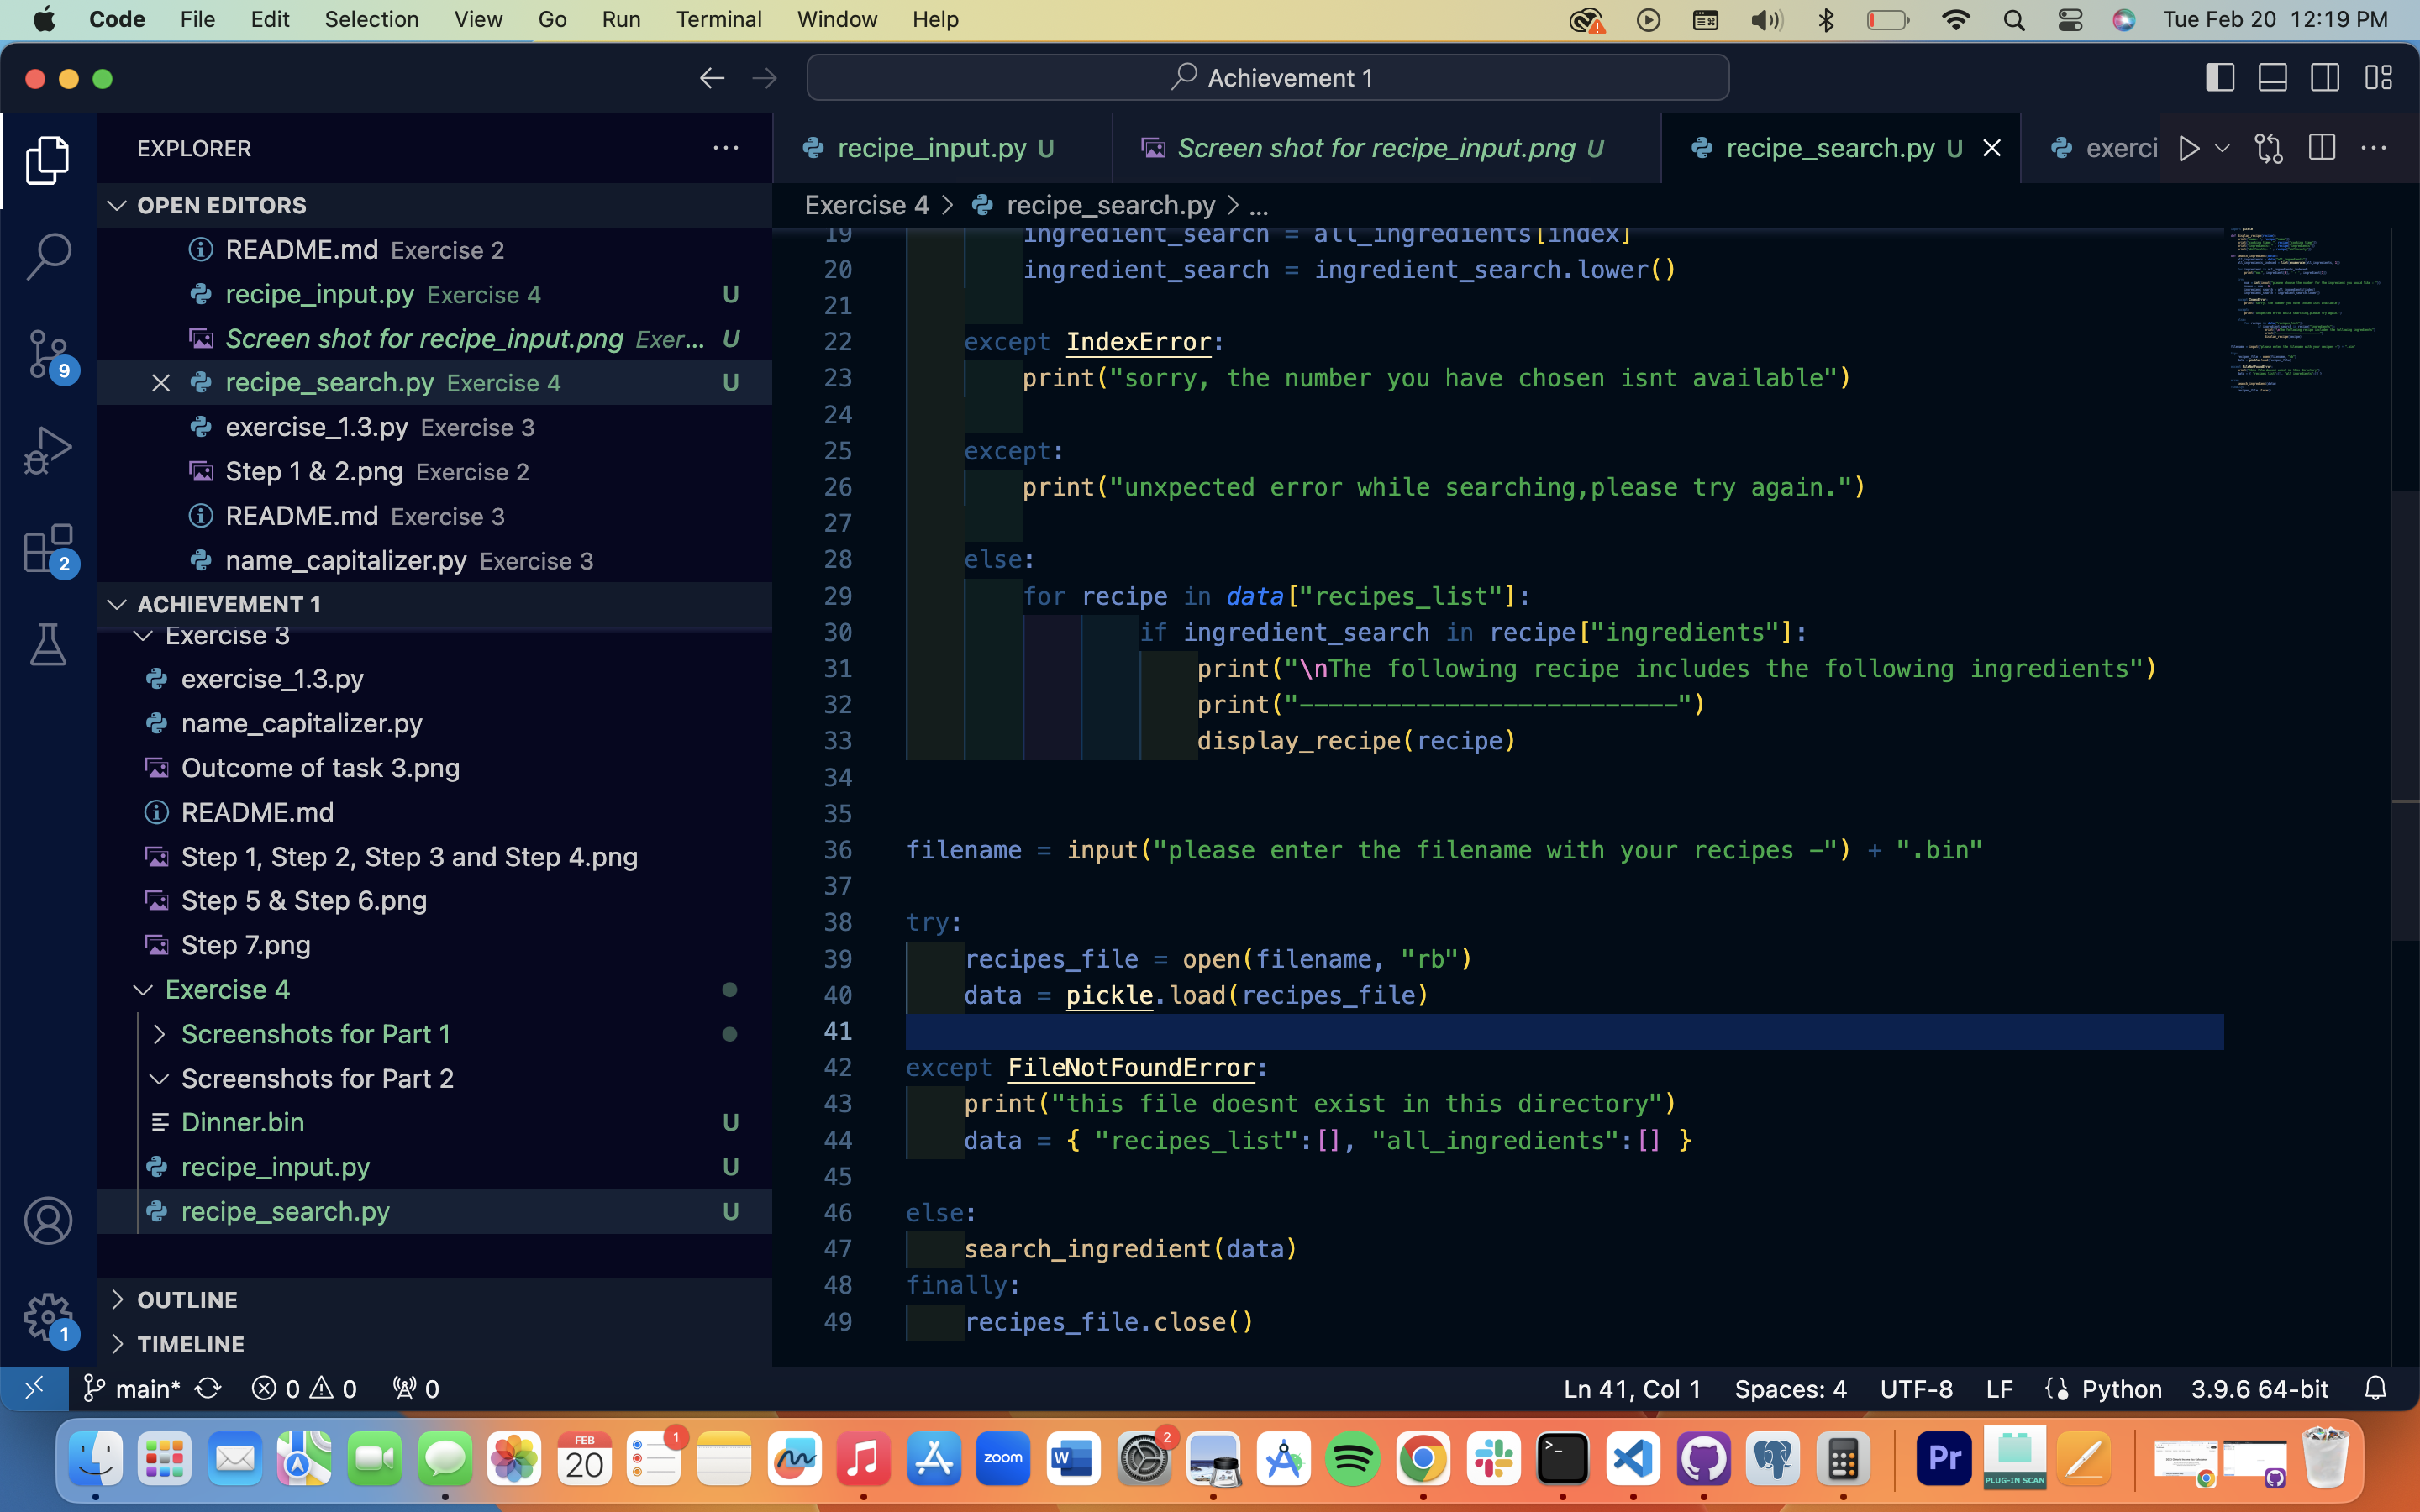 Code File Edit Selection View Go Run Terminal Window Help Tue Feb 20 12:19 PM
Achievement 1
EXPLORER
recipe_input.py U Screen shot for recipe_input.png U recipe_search.py U exerci
Exercise 4 > recipe_search.py > ...
OPEN EDITORS
README.md Exercise 2
recipe_input.py Exercise 4 U
Screen shot for recipe_input.png Exer... U
recipe_search.py Exercise 4 U
exercise_1.3.py Exercise 3
Step 1 & 2.png Exercise 2
README.md Exercise 3
name_capitalizer.py Exercise 3
ACHIEVEMENT 1
Exercise 3
exercise_1.3.py
name_capitalizer.py
Outcome of task 3.png
README.md
Step 1, Step 2, Step 3 and Step 4.png
Step 5 & Step 6.png
Step 7.png
Exercise 4
Screenshots for Part 1
Screenshots for Part 2
Dinner.bin U
recipe_input.py U
recipe_search.py U
OUTLINE
TIMELINE
9
2
1
19 ingredient_search = all_ingredients[index]
20 ingredient_search = ingredient_search.lower()
21
22 except IndexError:
23 print("sorry, the number you have chosen isnt available")
24
25 except:
26 print("unxpected error while searching,please try again.")
27
28 else:
29 for recipe in data["recipes_list"]:
30 if ingredient_search in recipe["ingredients"]:
31 print("\nThe following recipe includes the following ingredients")
32 print("--------------------------")
33 display_recipe(recipe)
34
35
36 filename = input("please enter the filename with your recipes -") + ".bin"
37
38 try:
39 recipes_file = open(filename, "rb")
40 data = pickle.load(recipes_file)
41
42 except FileNotFoundError:
43 print("this file doesnt exist in this directory")
44 data = { "recipes_list":[], "all_ingredients":[] }
45
46 else:
47 search_ingredient(data)
48 finally:
49 recipes_file.close()
main* 0 0 0 Ln 41, Col 1 Spaces: 4 UTF-8 LF Python 3.9.6 64-bit
FEB
20
1
zoom
W
2
Pr
PLUG-IN SCAN